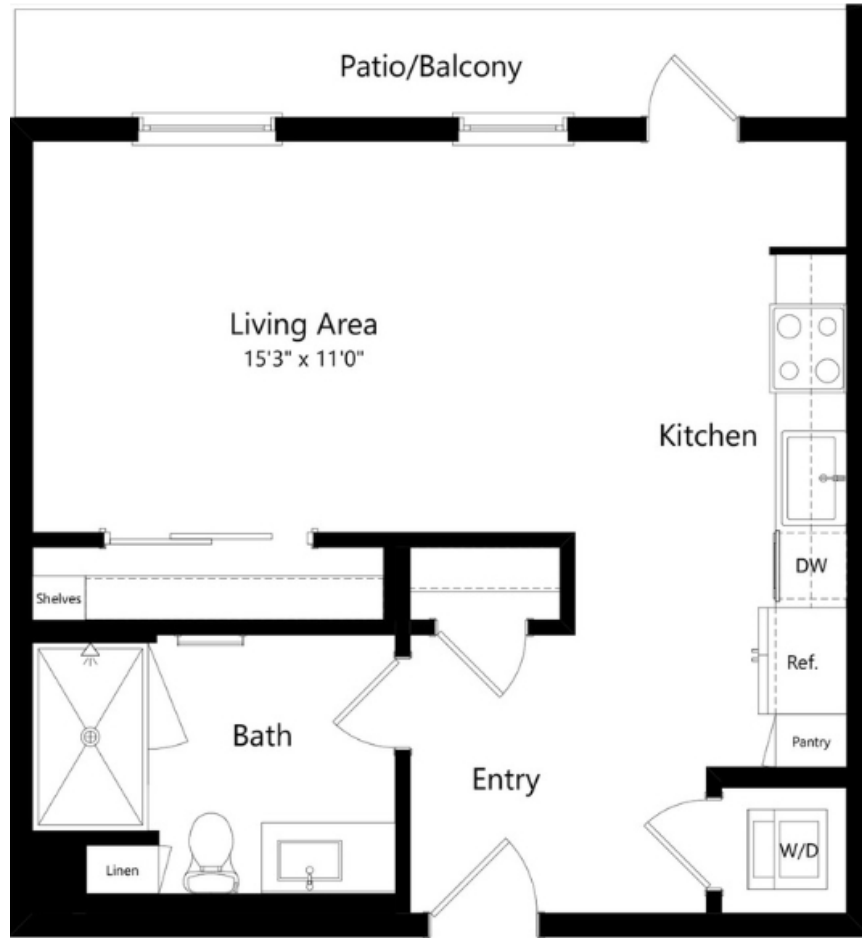 Patio/Balcony
Living Area
15'3" x 11'0"
Kitchen
DW
Shelves
Ref.
Bath
Pantry
Entry
W/D
Linen